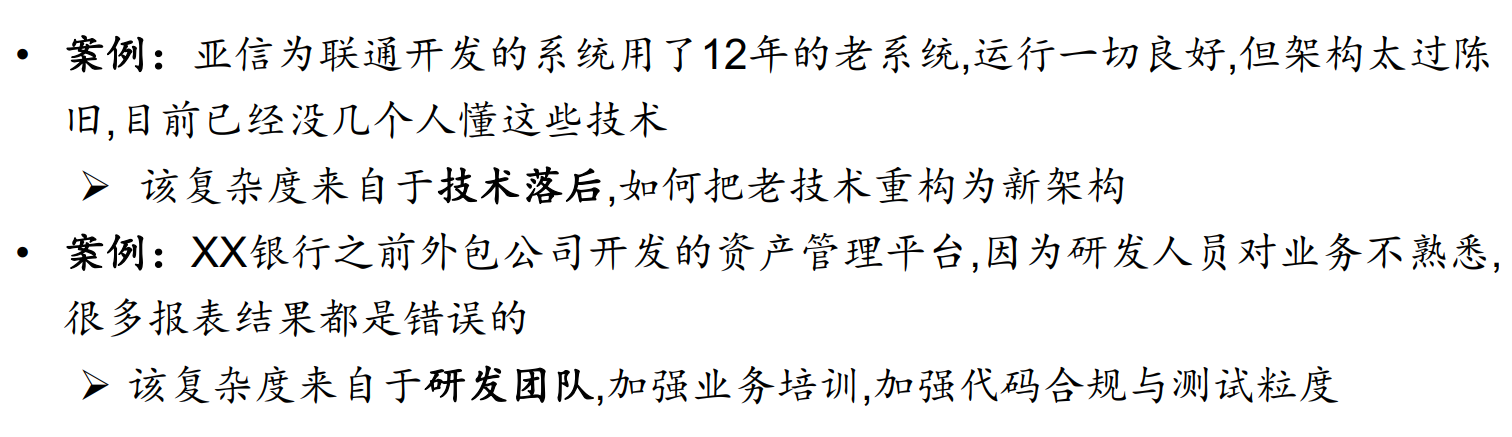 • 案例：亚信为联通开发的系统用了12年的老系统,运行一切良好,但架构太过陈
旧,目前已经没几个人懂这些技术
➢ 该复杂度来自于技术落后,如何把老技术重构为新架构
• 案例：XX银行之前外包公司开发的资产管理平台,因为研发人员对业务不熟悉,
很多报表结果都是错误的
➢ 该复杂度来自于研发团队,加强业务培训,加强代码合规与测试粒度